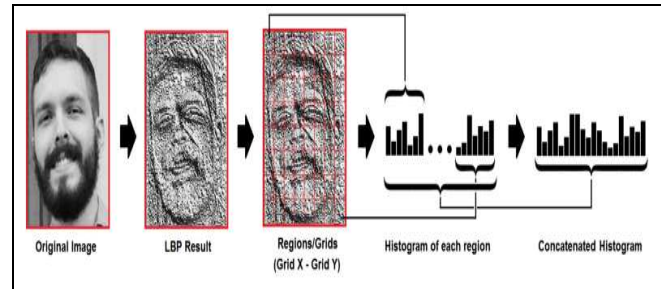 Original Image
LBP Result
Regions/Grids
(Grid X - Grid Y)
Histogram of each region
Concatenated Histogram